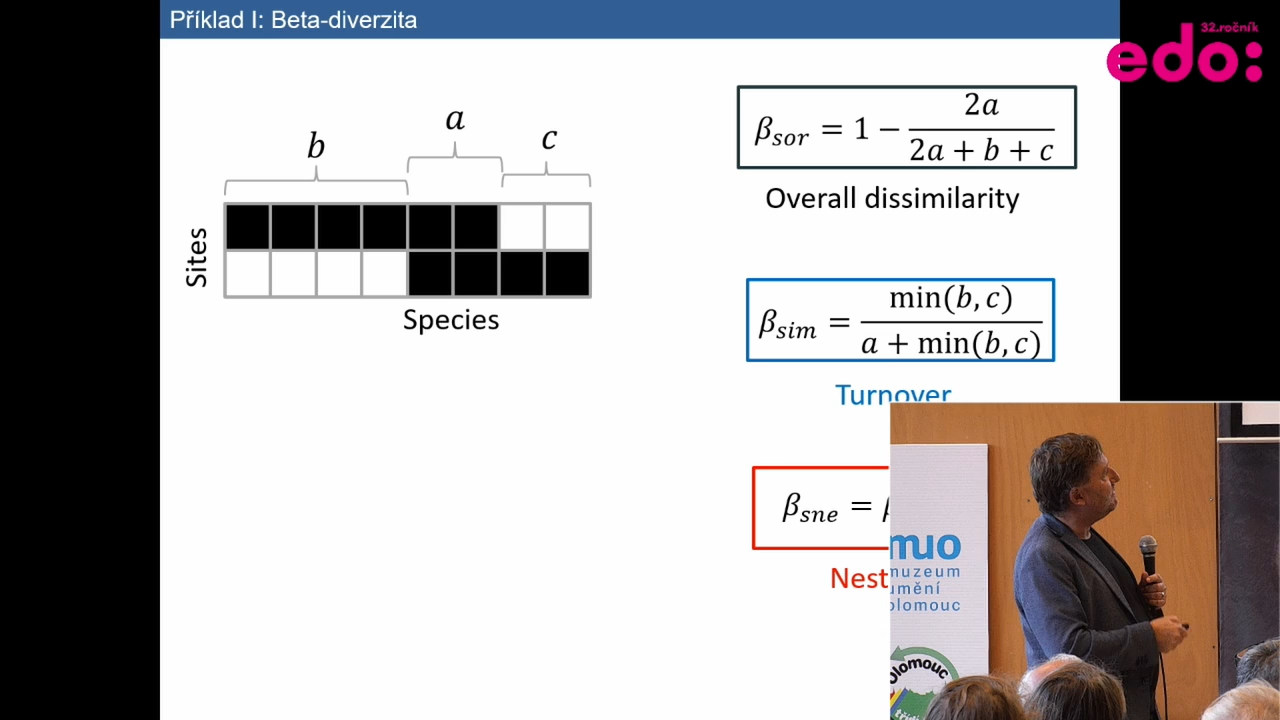 Příklad I: Beta-diverzita
32.ročník
edo:
b
a
c
Sites
Species
β_sor = 1 − 2a / (2a + b + c)
Overall dissimilarity
β_sim = min(b, c) / (a + min(b, c))
Turnover
β_sne =
Nest
muo
muzeum
umění
olomouc
Olomouc